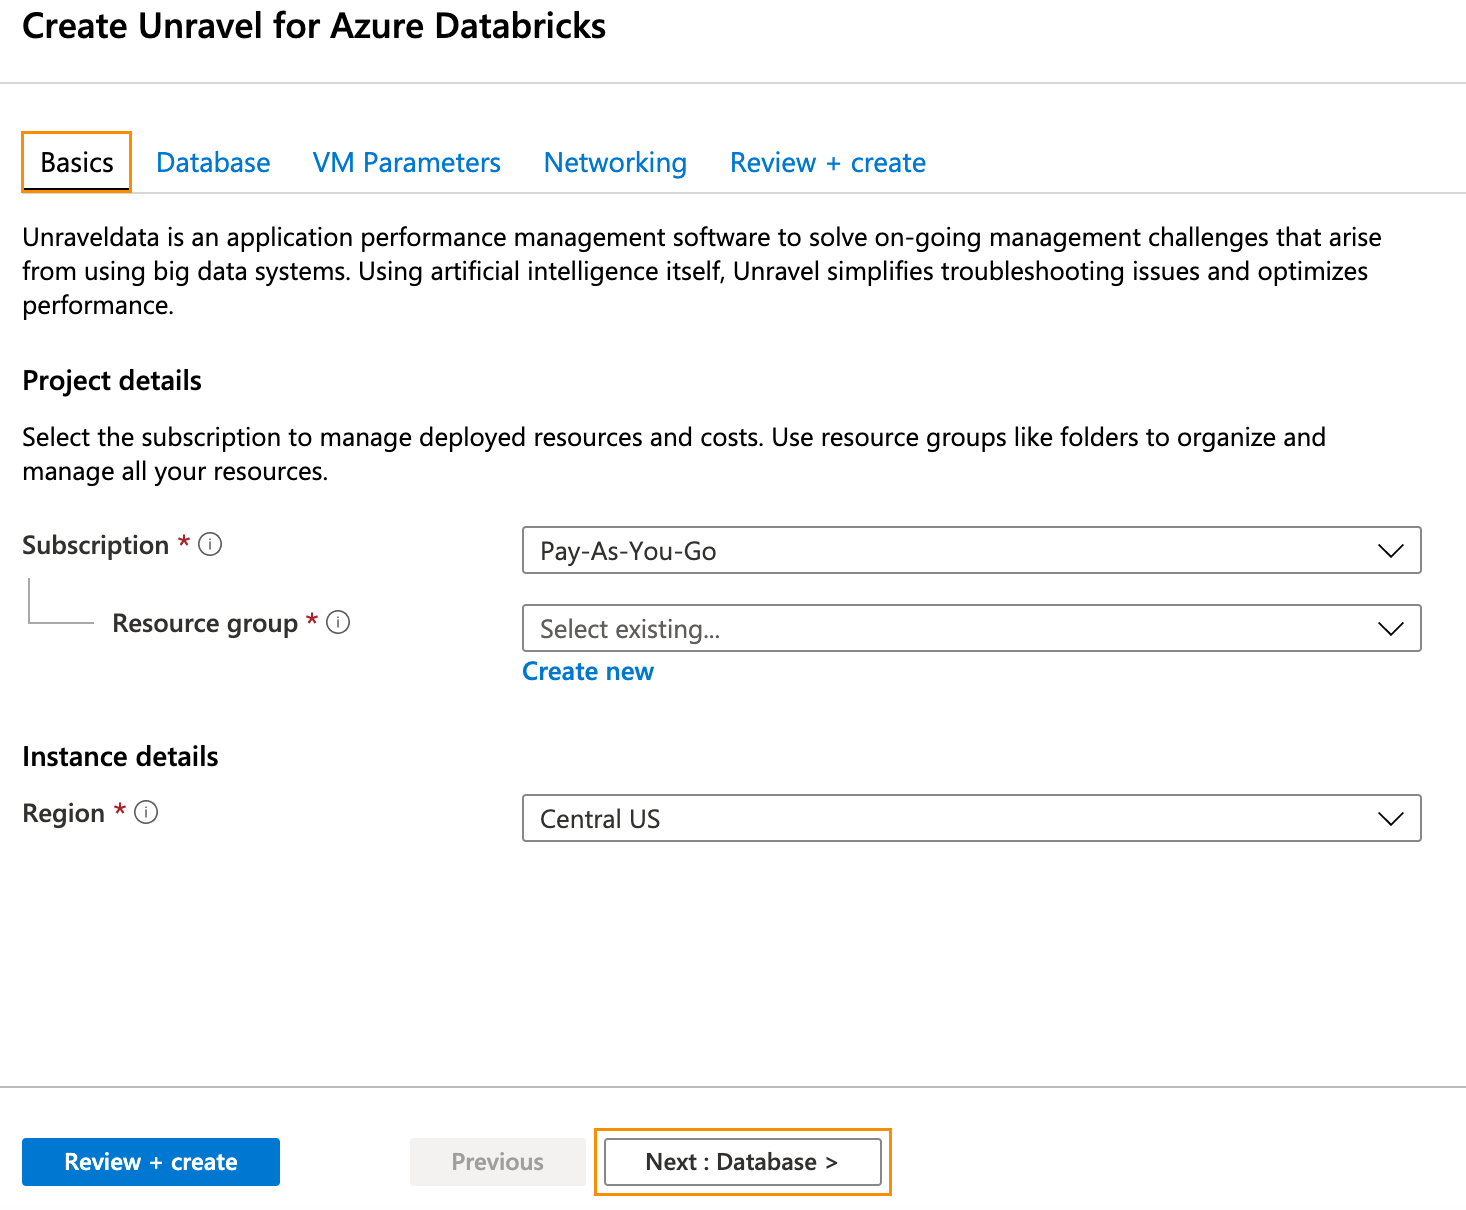 Create Unravel for Azure Databricks
Basics
Database
VM Parameters
Networking
Review + create
Unraveldata is an application performance management software to solve on-going management challenges that arise
from using big data systems. Using artificial intelligence itself, Unravel simplifies troubleshooting issues and optimizes
performance.
Project details
Select the subscription to manage deployed resources and costs. Use resource groups like folders to organize and
manage all your resources.
Subscription *
Pay-As-You-Go
Resource group *
Select existing...
Create new
Instance details
Region *
Central US
Review + create
Previous
Next : Database >